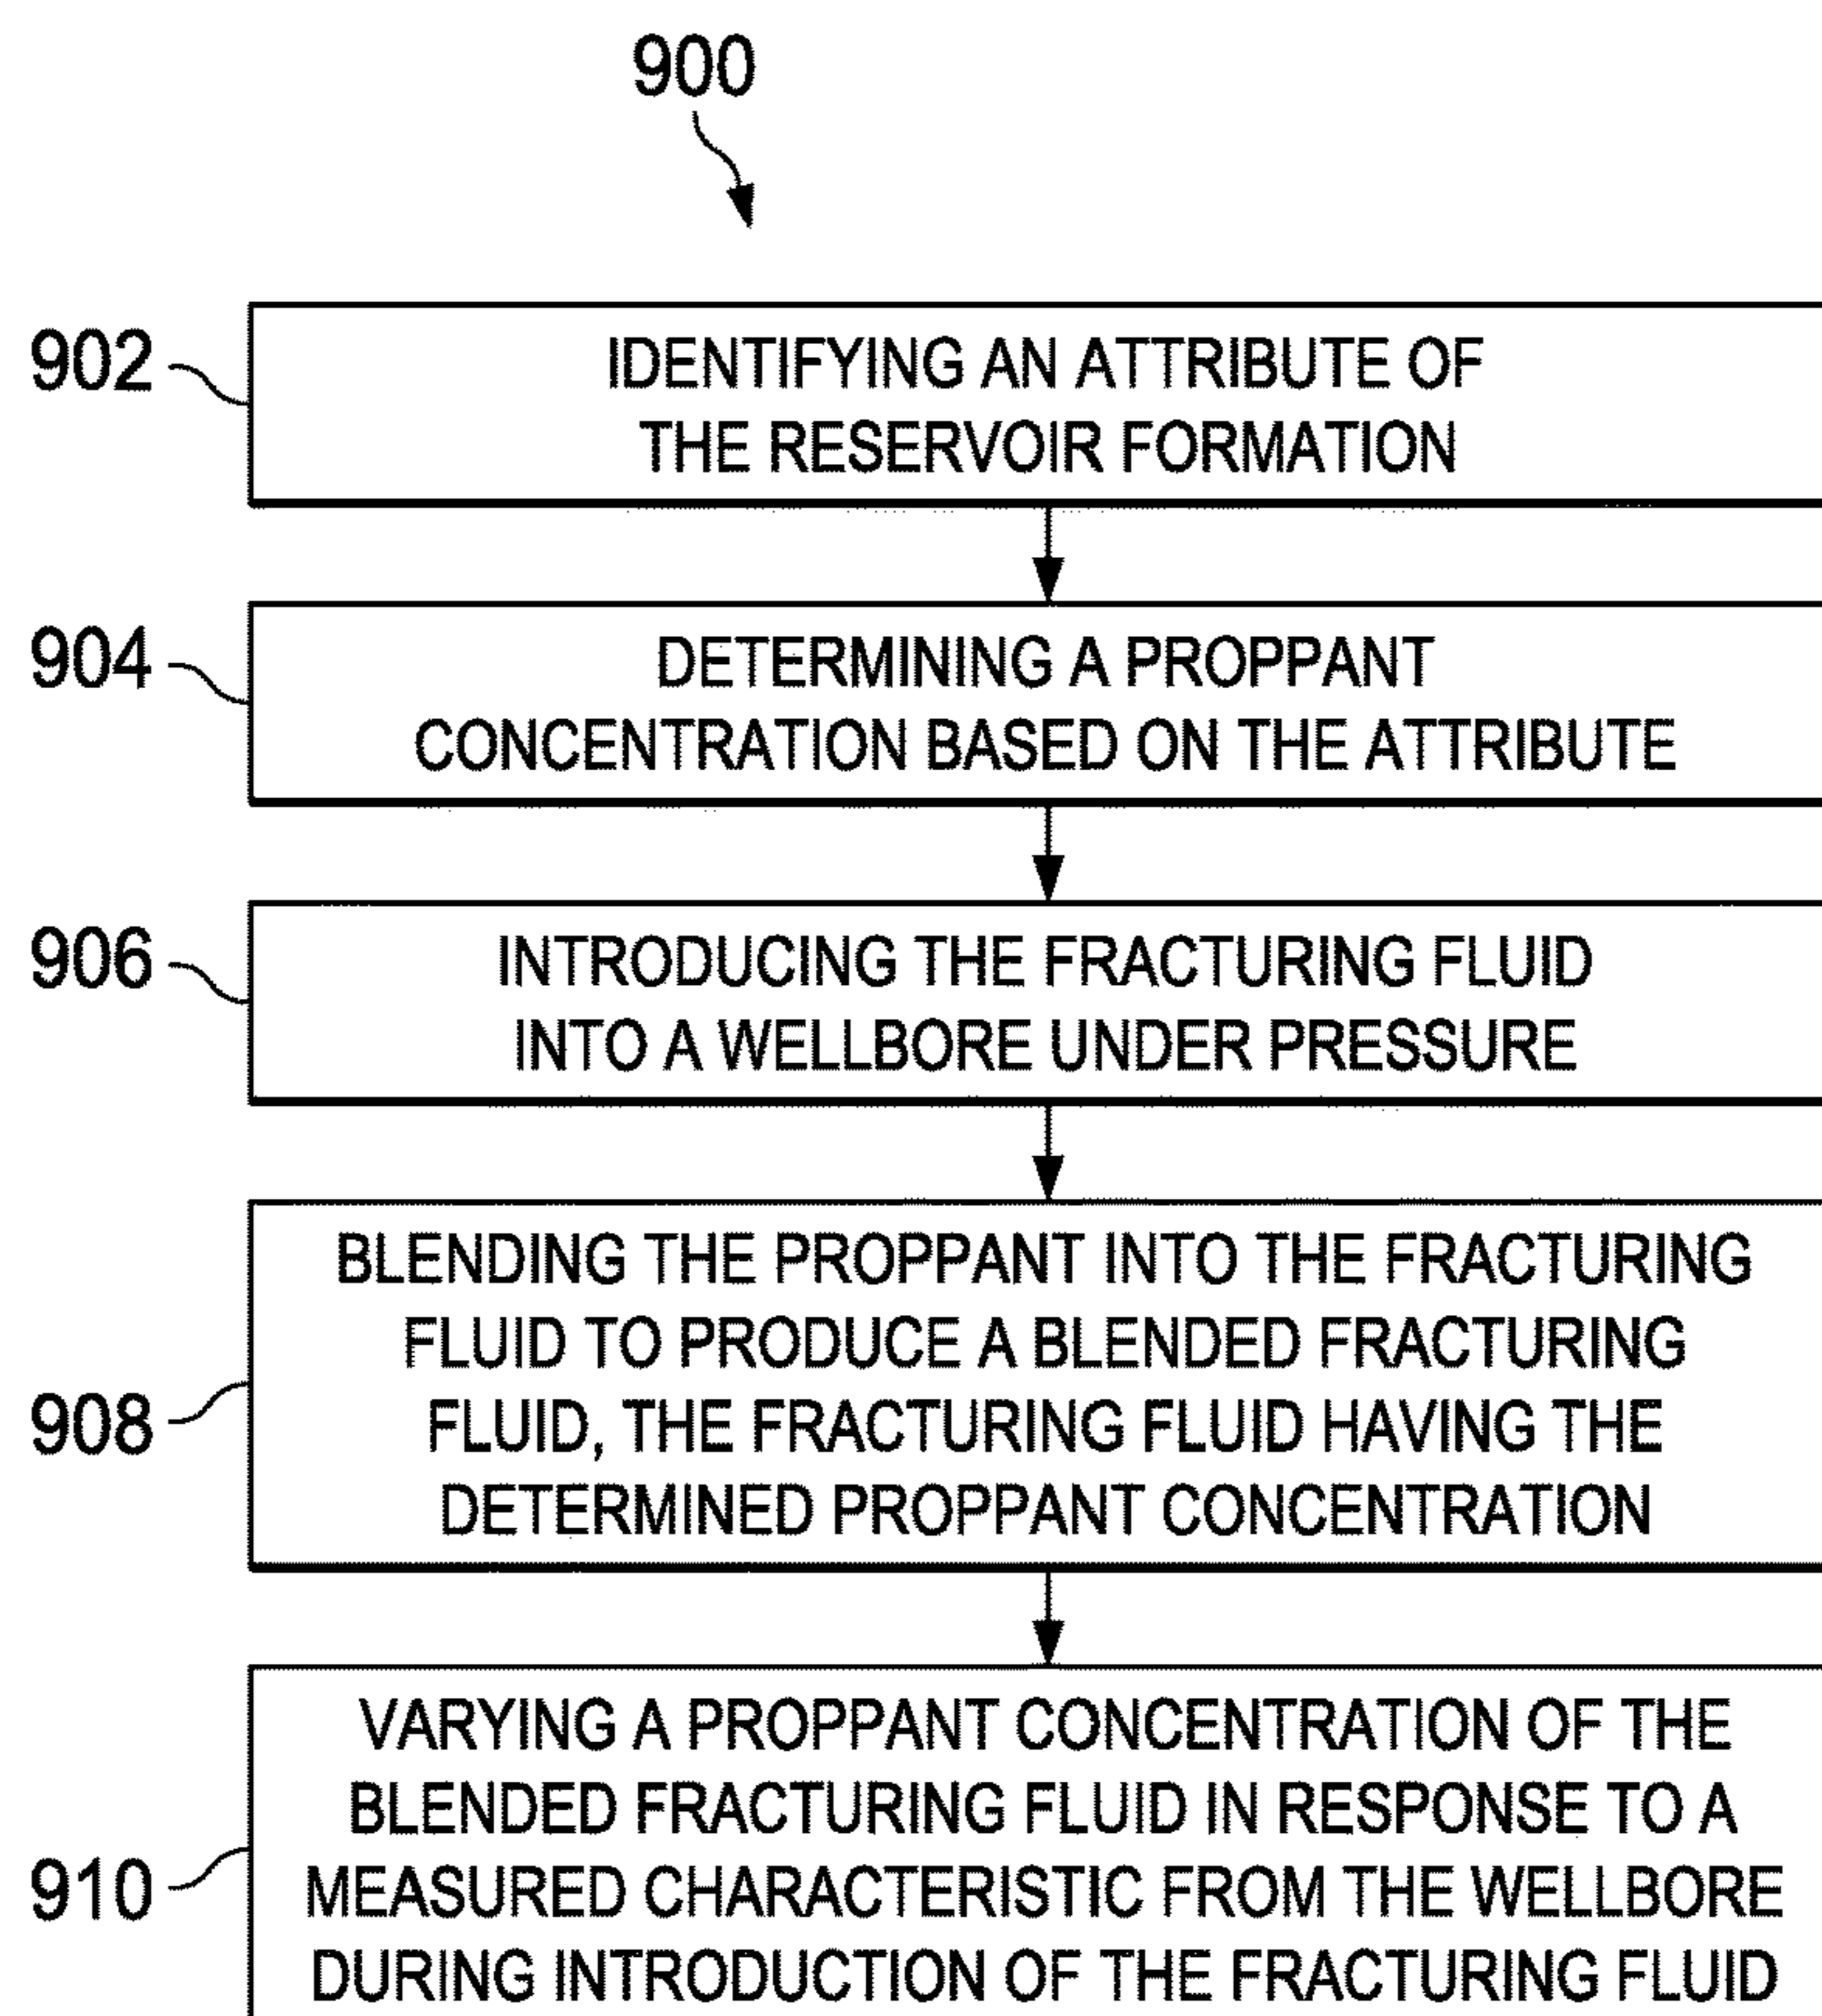 900
902
IDENTIFYING AN ATTRIBUTE OF
THE RESERVOIR FORMATION
904
DETERMINING A PROPPANT
CONCENTRATION BASED ON THE ATTRIBUTE
906
INTRODUCING THE FRACTURING FLUID
INTO A WELLBORE UNDER PRESSURE
908
BLENDING THE PROPPANT INTO THE FRACTURING
FLUID TO PRODUCE A BLENDED FRACTURING
FLUID, THE FRACTURING FLUID HAVING THE
DETERMINED PROPPANT CONCENTRATION
910
VARYING A PROPPANT CONCENTRATION OF THE
BLENDED FRACTURING FLUID IN RESPONSE TO A
MEASURED CHARACTERISTIC FROM THE WELLBORE
DURING INTRODUCTION OF THE FRACTURING FLUID